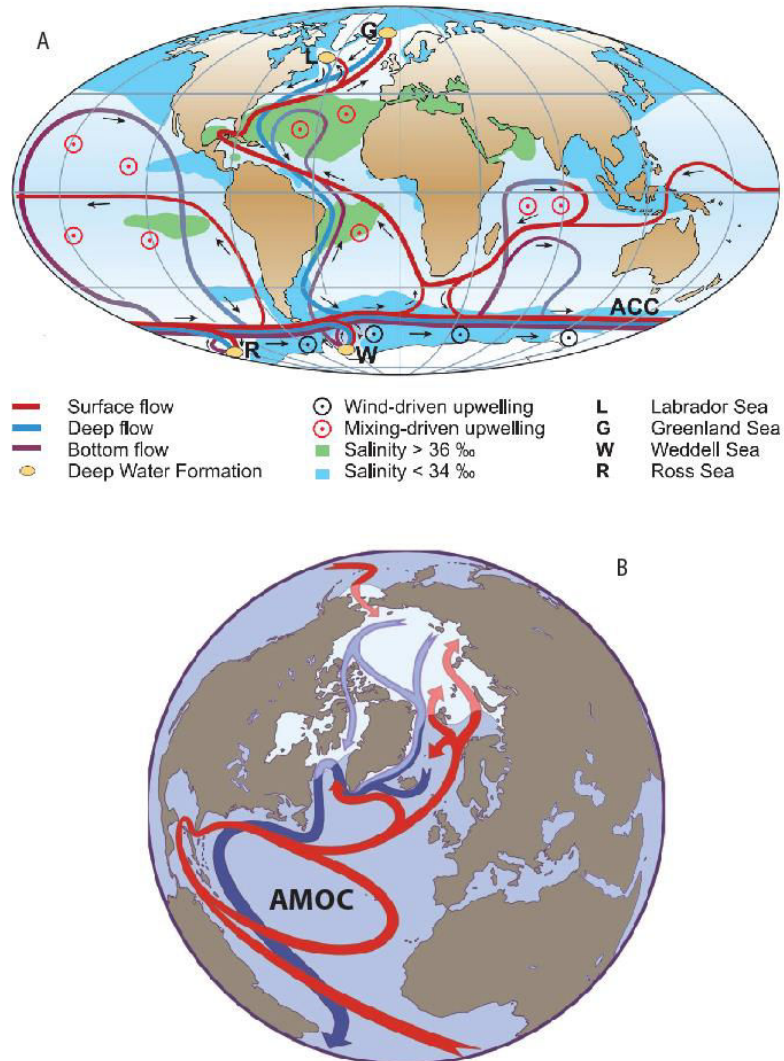 A
G
L
ACC
R
W
Surface flow
Deep flow
Bottom flow
Deep Water Formation
Wind-driven upwelling
Mixing-driven upwelling
Salinity > 36 ‰
Salinity < 34 ‰
L Labrador Sea
G Greenland Sea
W Weddell Sea
R Ross Sea
B
AMOC